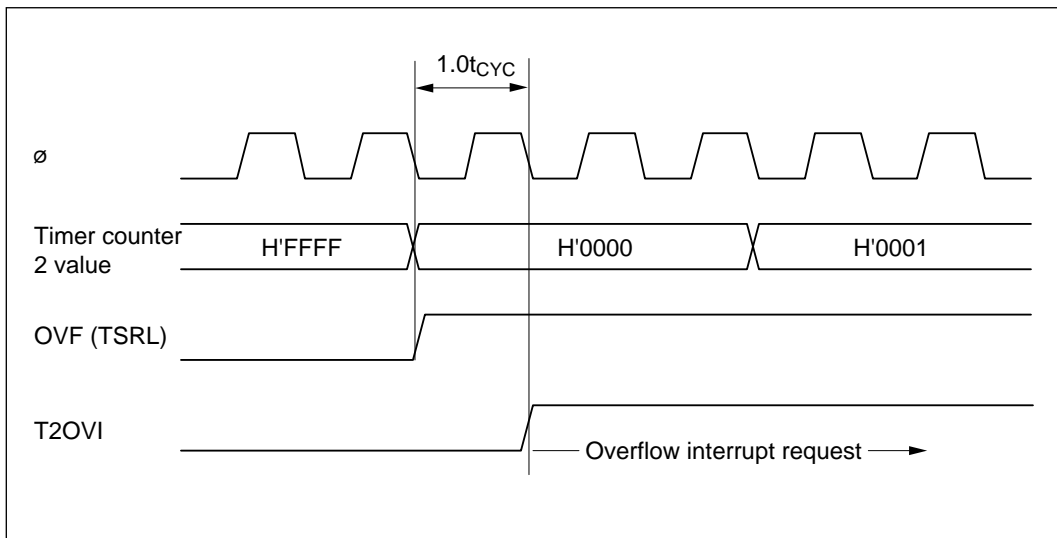 1.0tCYC
ø
Timer counter
2 value
H'FFFF
H'0000
H'0001
OVF (TSRL)
T2OVI
Overflow interrupt request